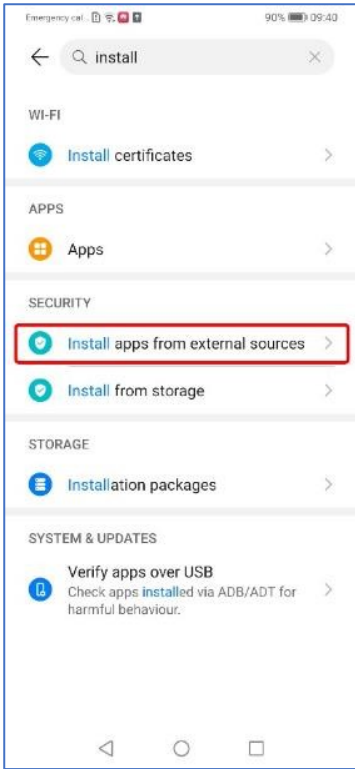 Emergency cal..
90% 09:40
install
WI-FI
Install certificates
APPS
Apps
SECURITY
Install apps from external sources
Install from storage
STORAGE
Installation packages
SYSTEM & UPDATES
Verify apps over USB
Check apps installed via ADB/ADT for
harmful behaviour.